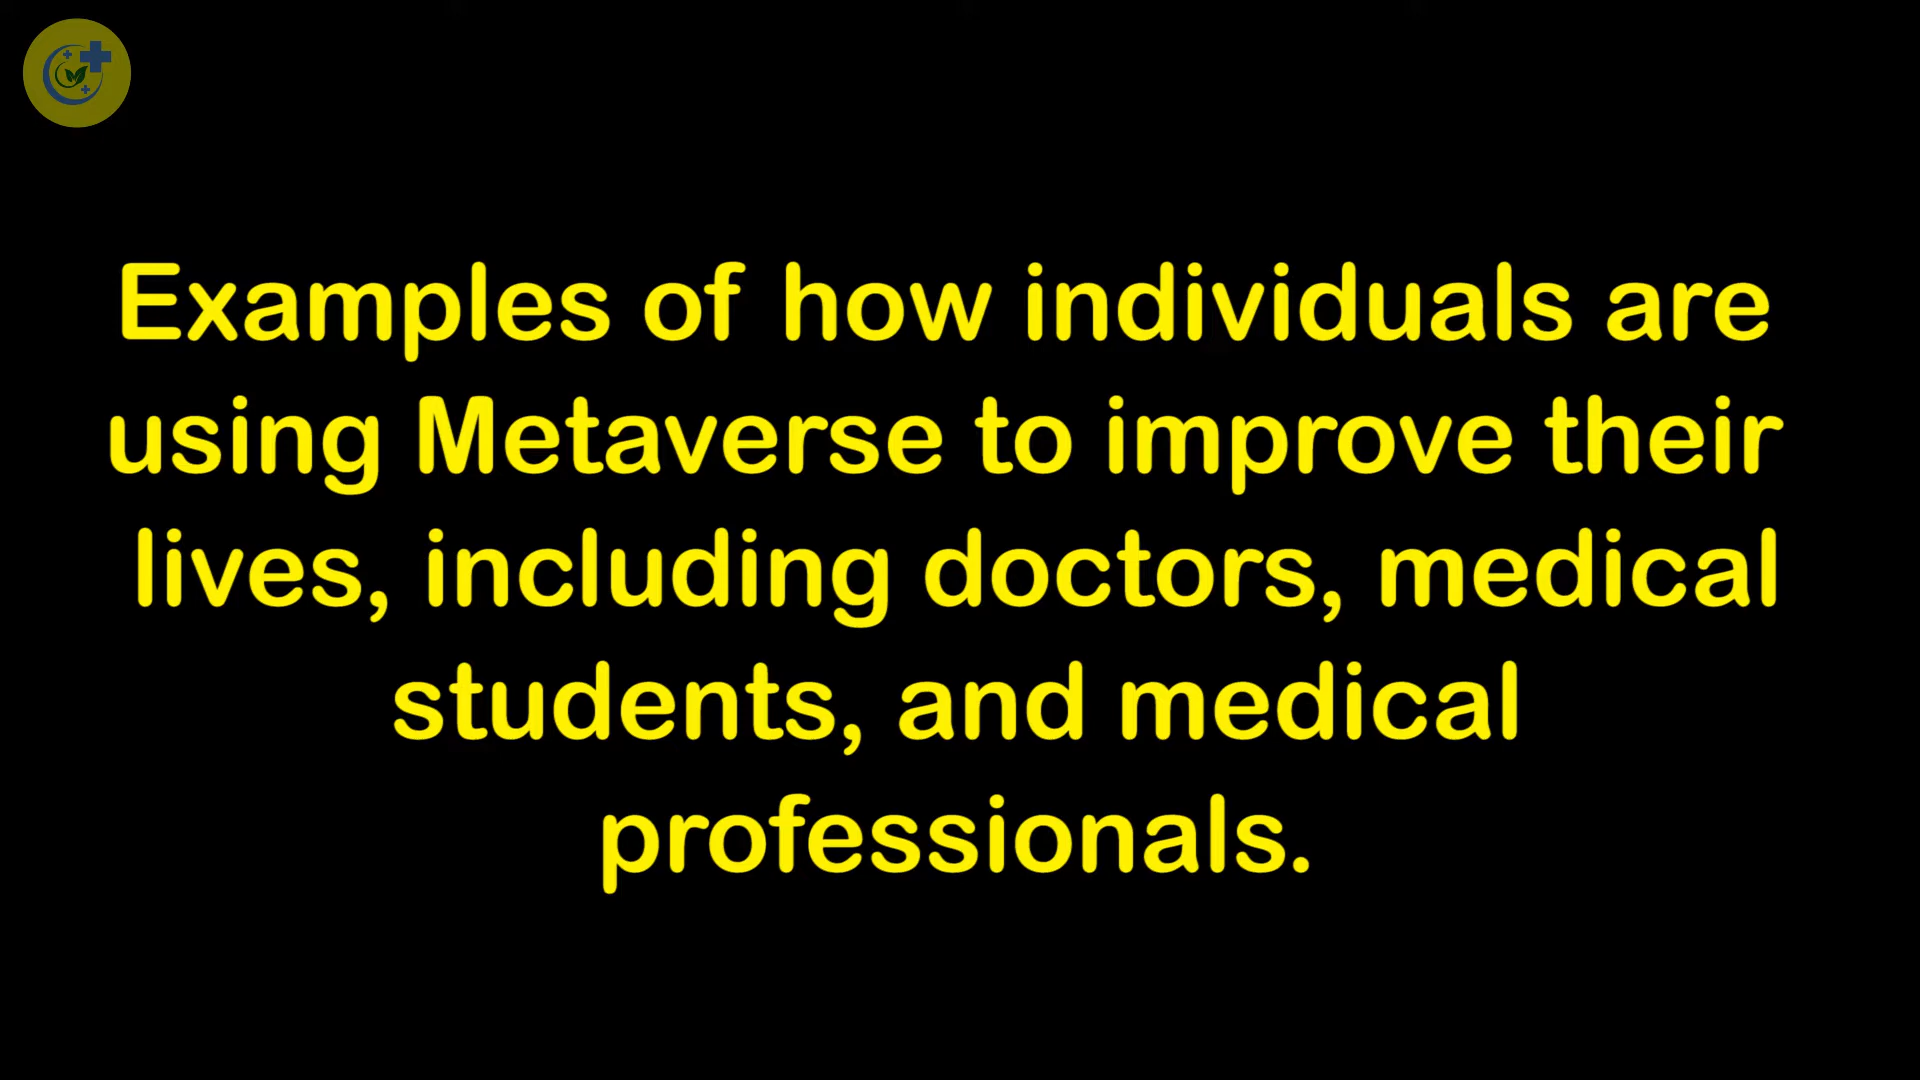 Examples of how individuals are
using Metaverse to improve their
lives, including doctors, medical
students, and medical
professionals.